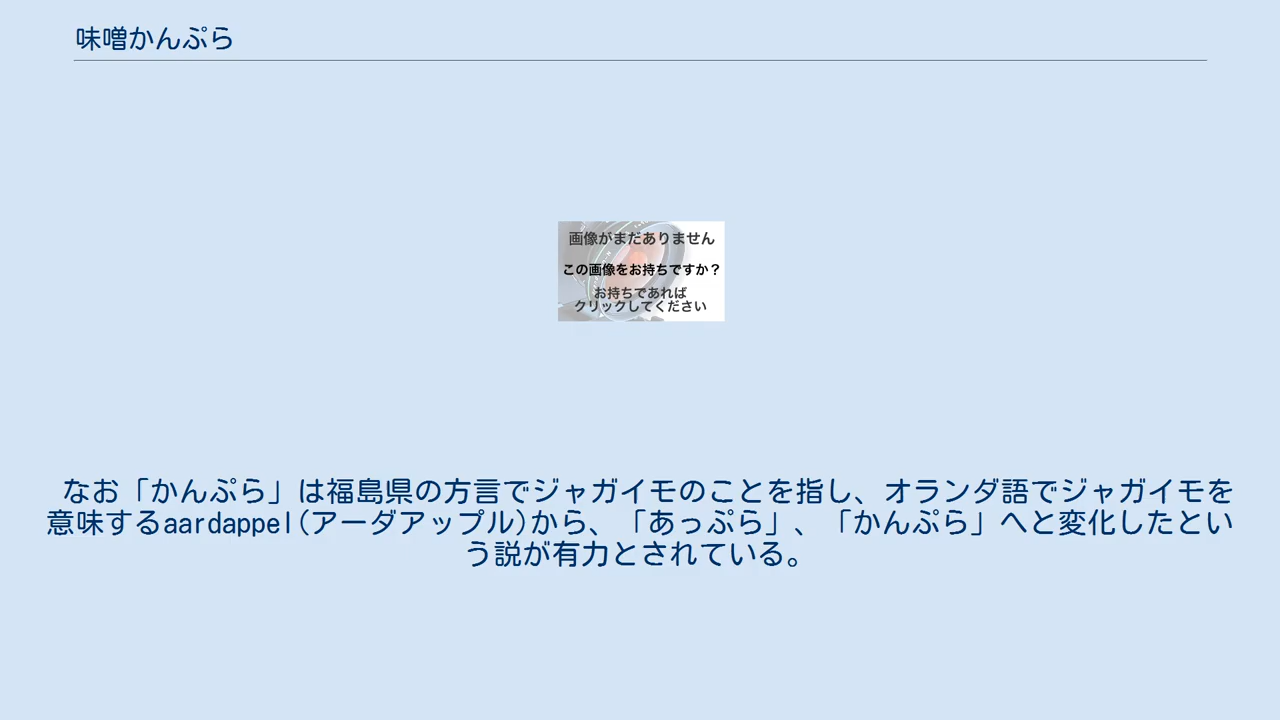 味噌かんぷら
画像がまだありません
この画像をお持ちですか？
お持ちであれば
クリックしてください
なお「かんぷら」は福島県の方言でジャガイモのことを指し、オランダ語でジャガイモを
意味するaardappel(アーダアップル)から、「あっぷら」、「かんぷら」へと変化したとい
う説が有力とされている。